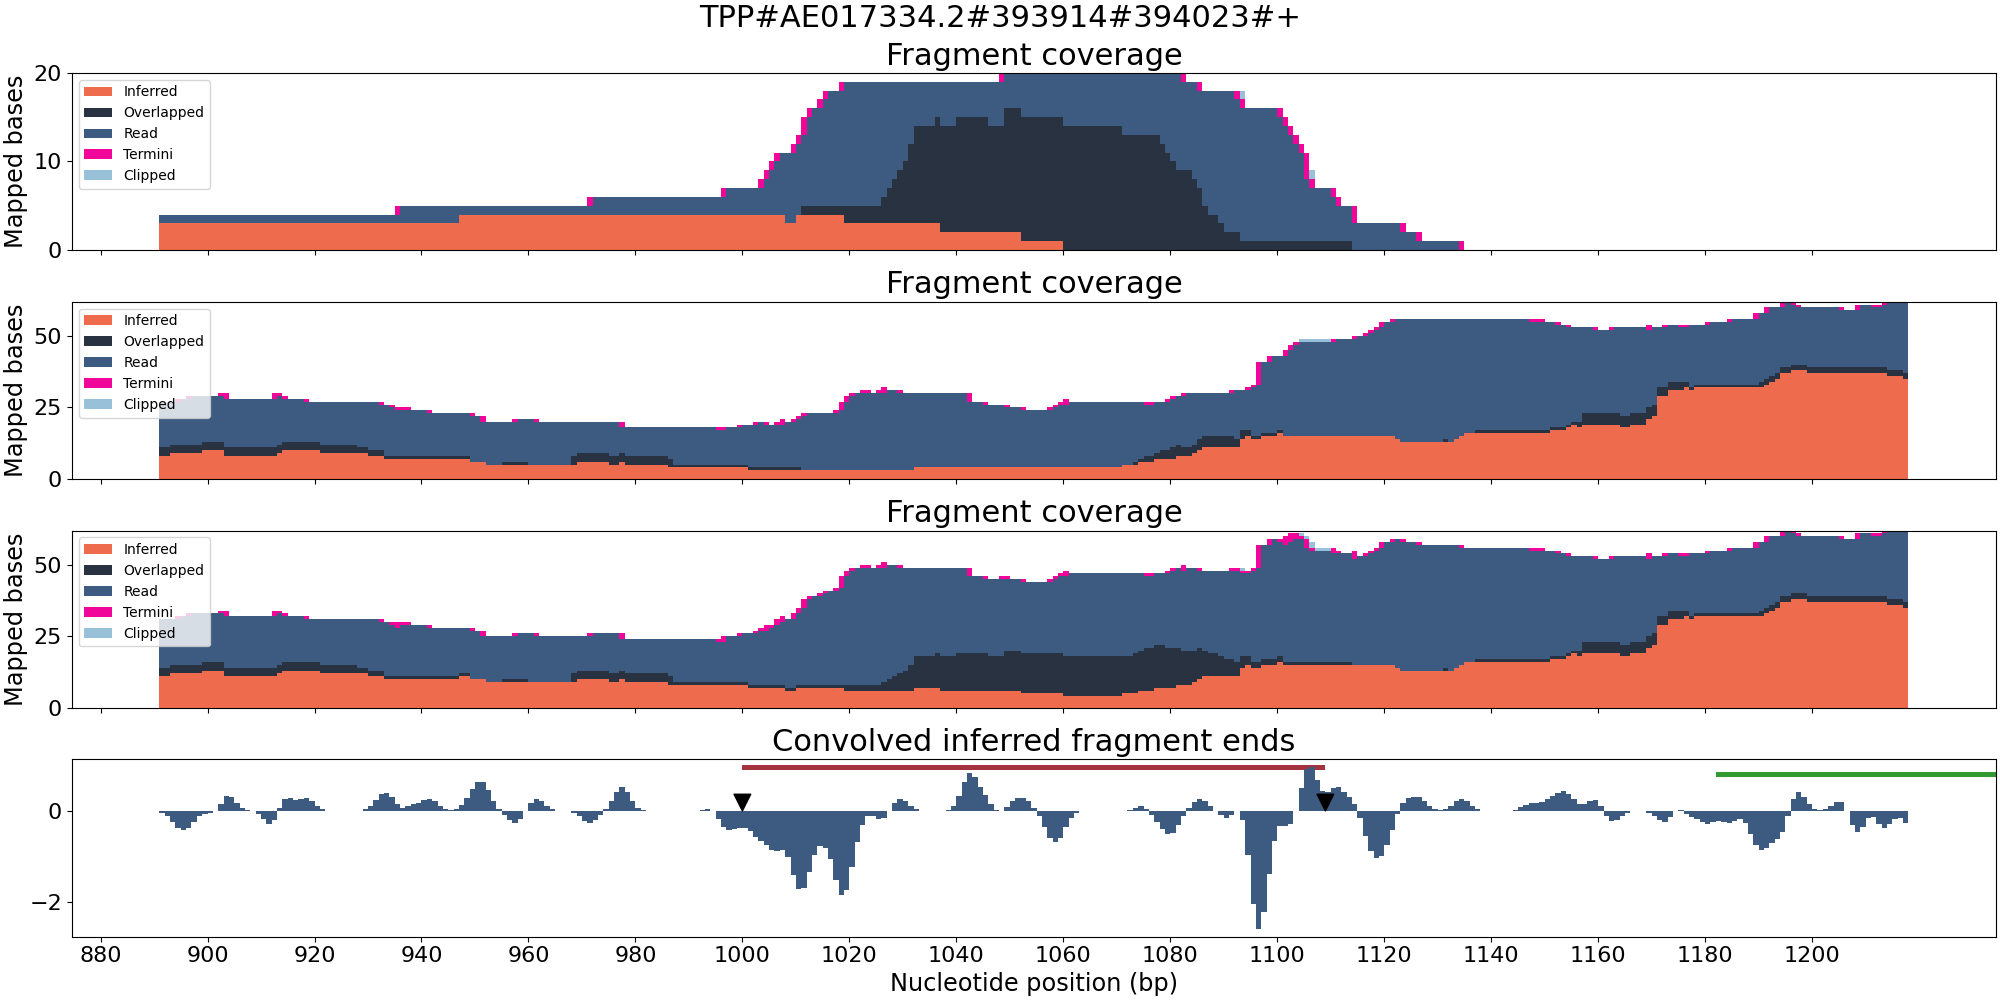 TPP#AE017334.2#393914#394023#+
Fragment coverage
Mapped bases
20
10
0
Inferred
Overlapped
Read
Termini
Clipped
Fragment coverage
Mapped bases
50
25
0
Inferred
Overlapped
Read
Termini
Clipped
Fragment coverage
Mapped bases
50
25
0
Inferred
Overlapped
Read
Termini
Clipped
Convolved inferred fragment ends
0
−2
880 900 920 940 960 980 1000 1020 1040 1060 1080 1100 1120 1140 1160 1180 1200
Nucleotide position (bp)